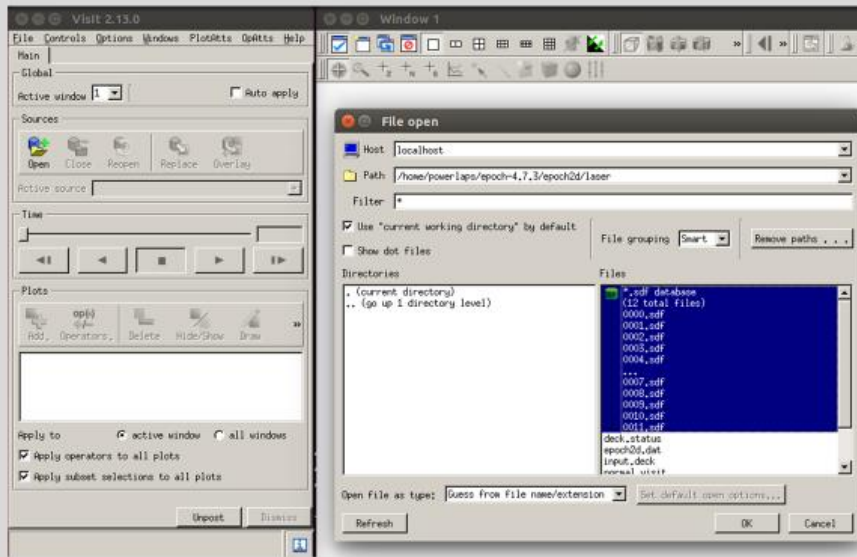 VisIt 2.13.0
File Controls Options Windows PlotAtts OpAtts Help
Main
Global
Active window 1 Auto apply
Sources
Open Close Reopen Replace Overlay
Active source
Time
Plots
op(s)
Add. Operators. Delete Hide/Show Draw »
Apply to active window all windows
Apply operators to all plots
Apply subset selections to all plots
Unpost Dismiss
Window 1
File open
Host localhost
Path /home/powerlaps/epoch-4.7.3/epoch2d/laser
Filter *
Use "current working directory" by default
Show dot files
File grouping Smart Remove paths . . .
Directories
. (current directory)
.. (go up 1 directory level)
Files
*.sdf database
(12 total files)
0000.sdf
0001.sdf
0002.sdf
0003.sdf
0004.sdf
...
0007.sdf
0008.sdf
0009.sdf
0010.sdf
0011.sdf
deck.status
epoch2d.dat
input.deck
normal.visit
Open file as type: Guess from file name/extension Set default open options...
Refresh OK Cancel